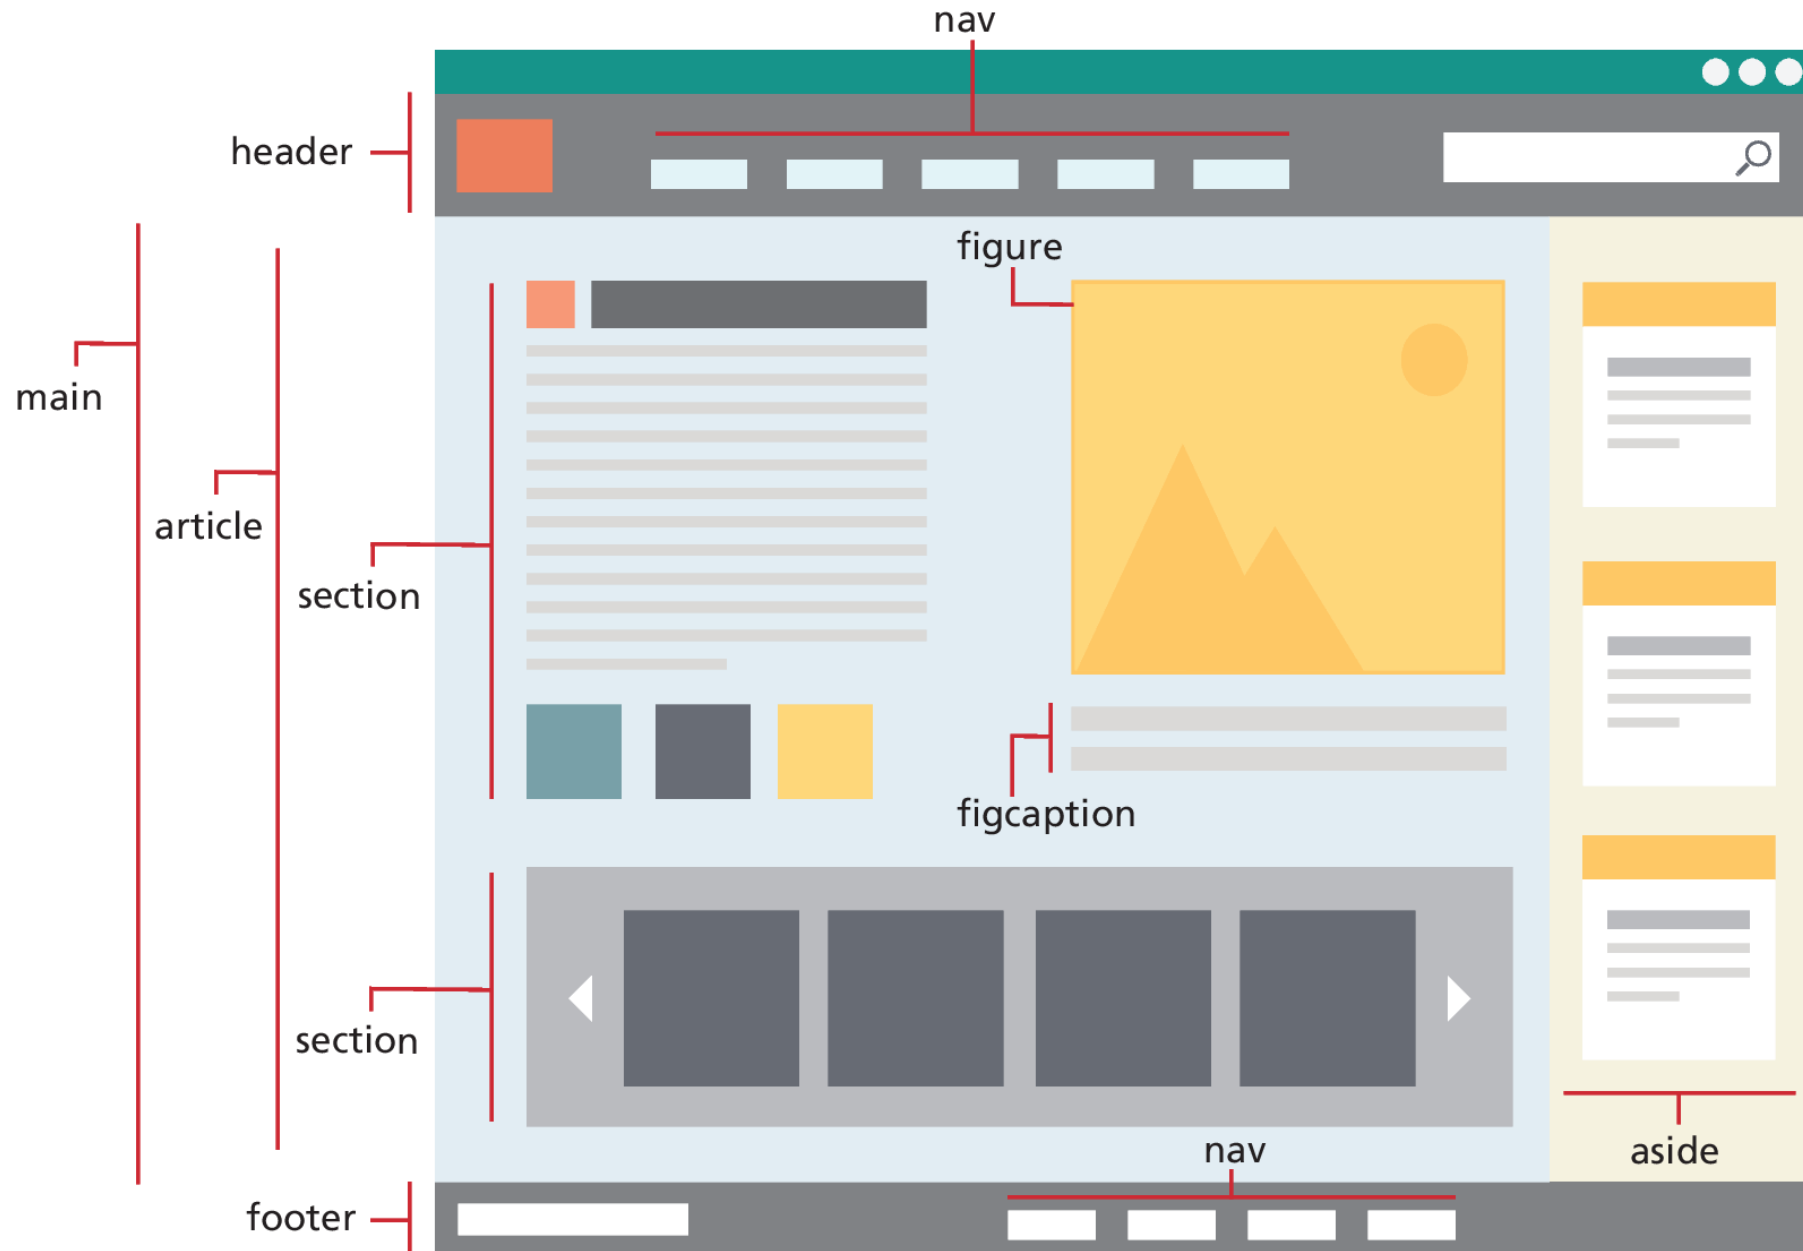 nav
header
figure
main
article
section
figcaption
section
nav
aside
footer